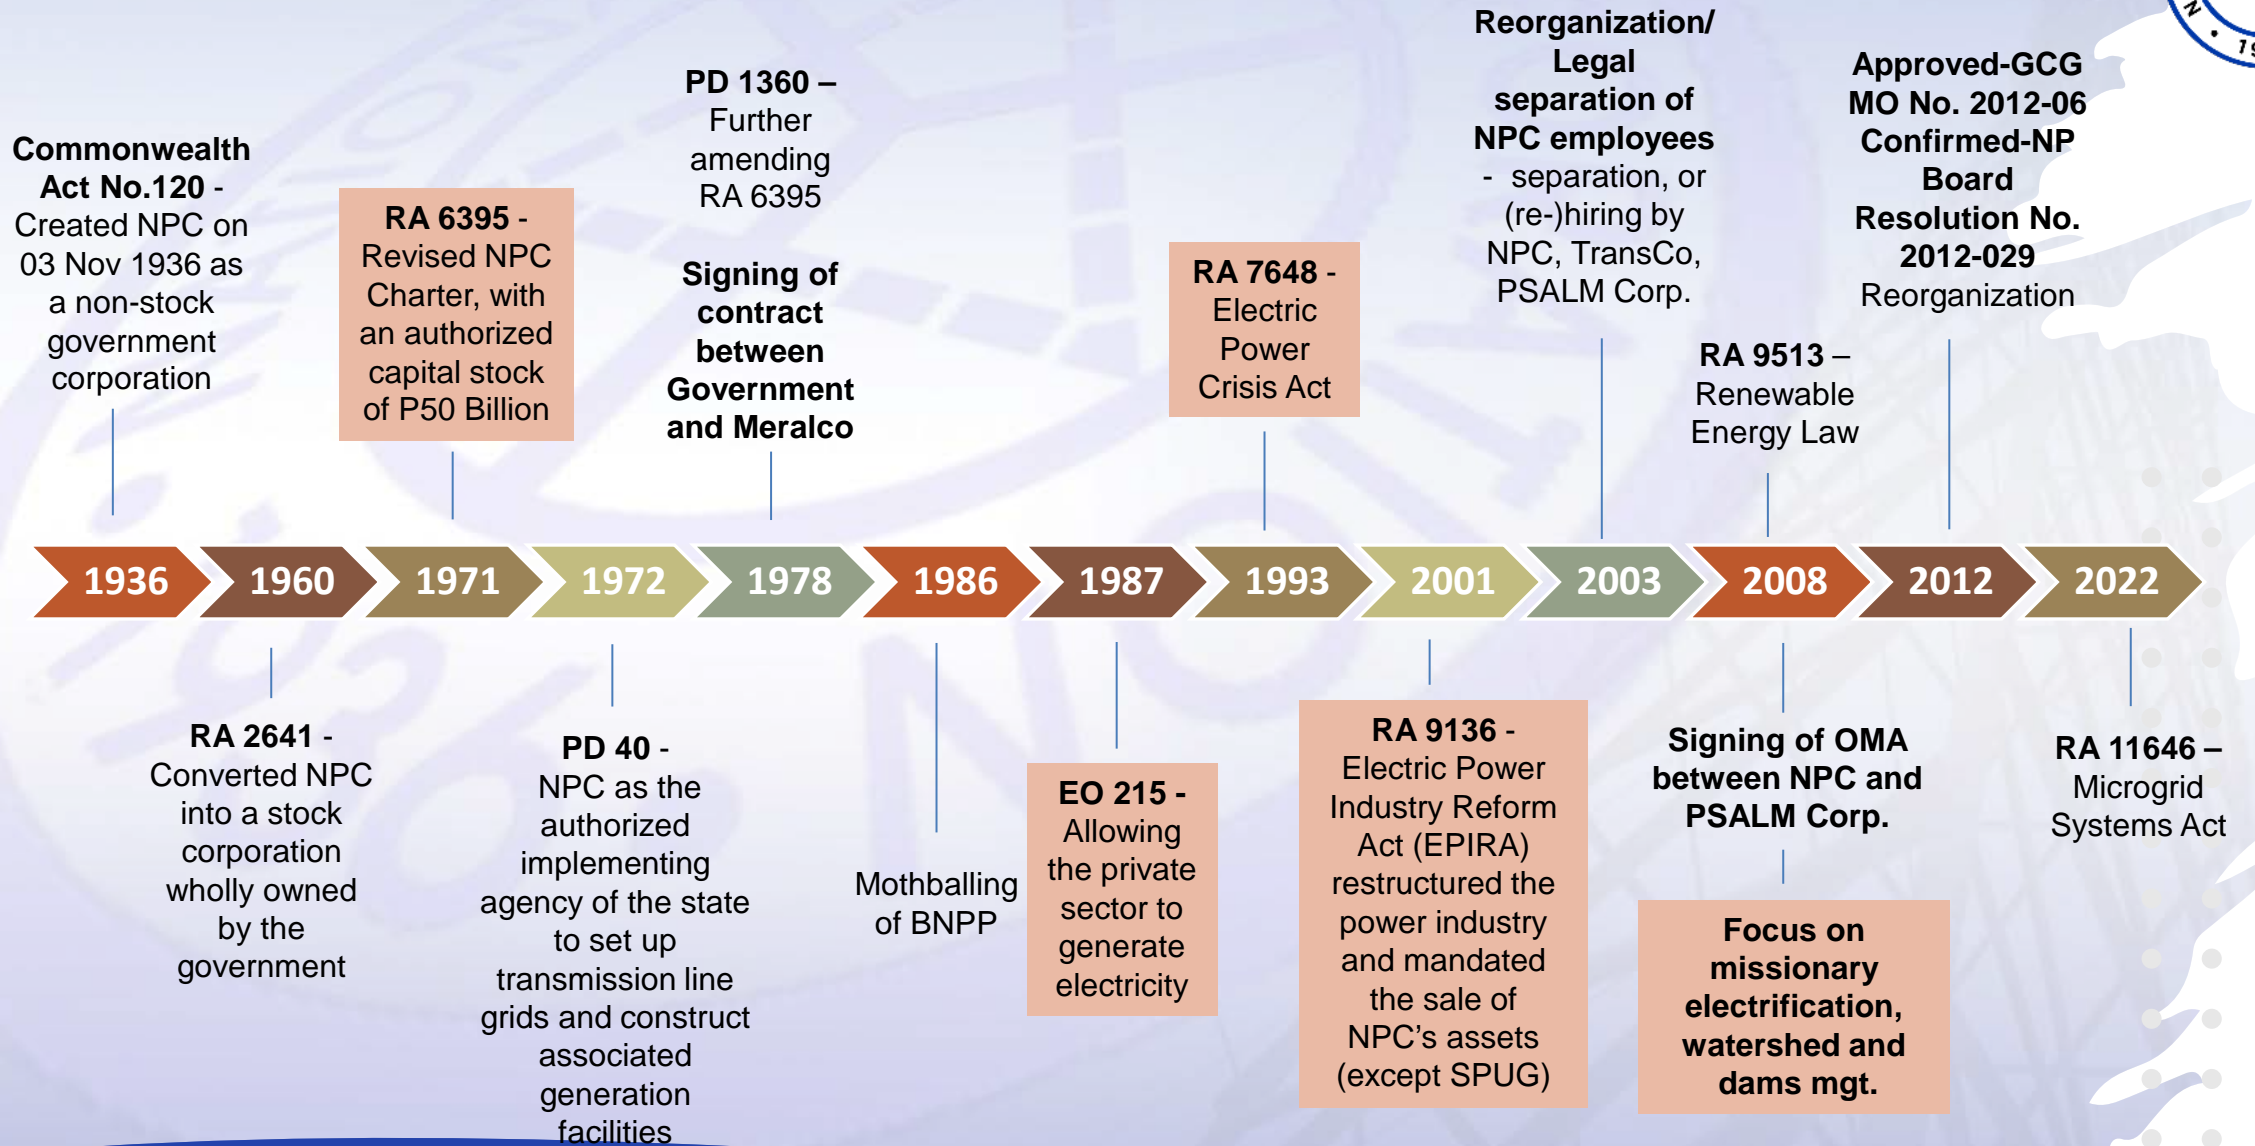 Commonwealth
Act No.120 -
Created NPC on
03 Nov 1936 as
a non-stock
government
corporation
RA 6395 -
Revised NPC
Charter, with
an authorized
capital stock
of P50 Billion
PD 1360 –
Further
amending
RA 6395
Signing of
contract
between
Government
and Meralco
RA 7648 -
Electric
Power
Crisis Act
Reorganization/
Legal
separation of
NPC employees
- separation, or
(re-)hiring by
NPC, TransCo,
PSALM Corp.
RA 9513 –
Renewable
Energy Law
Approved-GCG
MO No. 2012-06
Confirmed-NP
Board
Resolution No.
2012-029
Reorganization
1936
1960
1971
1972
1978
1986
1987
1993
2001
2003
2008
2012
2022
RA 2641 -
Converted NPC
into a stock
corporation
wholly owned
by the
government
PD 40 -
NPC as the
authorized
implementing
agency of the state
to set up
transmission line
grids and construct
associated
generation
facilities
Mothballing
of BNPP
EO 215 -
Allowing
the private
sector to
generate
electricity
RA 9136 -
Electric Power
Industry Reform
Act (EPIRA)
restructured the
power industry
and mandated
the sale of
NPC’s assets
(except SPUG)
Signing of OMA
between NPC and
PSALM Corp.
Focus on
missionary
electrification,
watershed and
dams mgt.
RA 11646 –
Microgrid
Systems Act